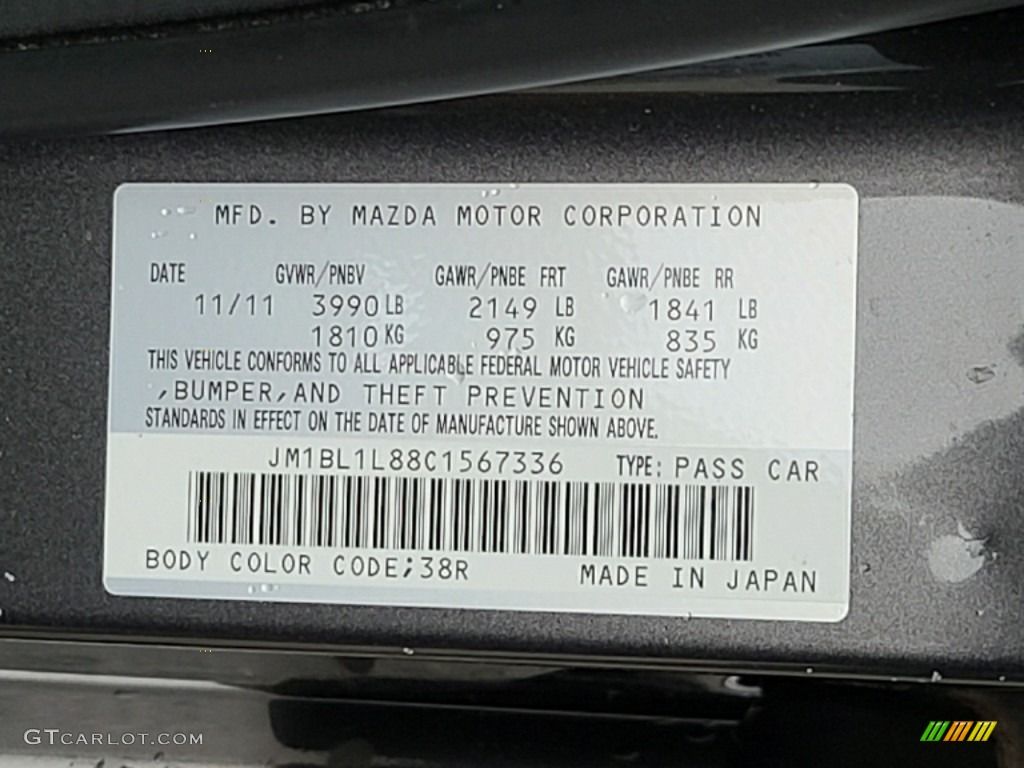 MFD. BY MAZDA MOTOR CORPORATION
DATE GVWR/PNBV GAWR/PNBE FRT GAWR/PNBE RR
11/11 3990 LB 2149 LB 1841 LB
1810 KG 975 KG 835 KG
THIS VEHICLE CONFORMS TO ALL APPLICABLE FEDERAL MOTOR VEHICLE SAFETY
,BUMPER,AND THEFT PREVENTION
STANDARDS IN EFFECT ON THE DATE OF MANUFACTURE SHOWN ABOVE.
JM1BL1L88C1567336 TYPE: PASS CAR
BODY COLOR CODE;38R MADE IN JAPAN
GTCARLOT.COM